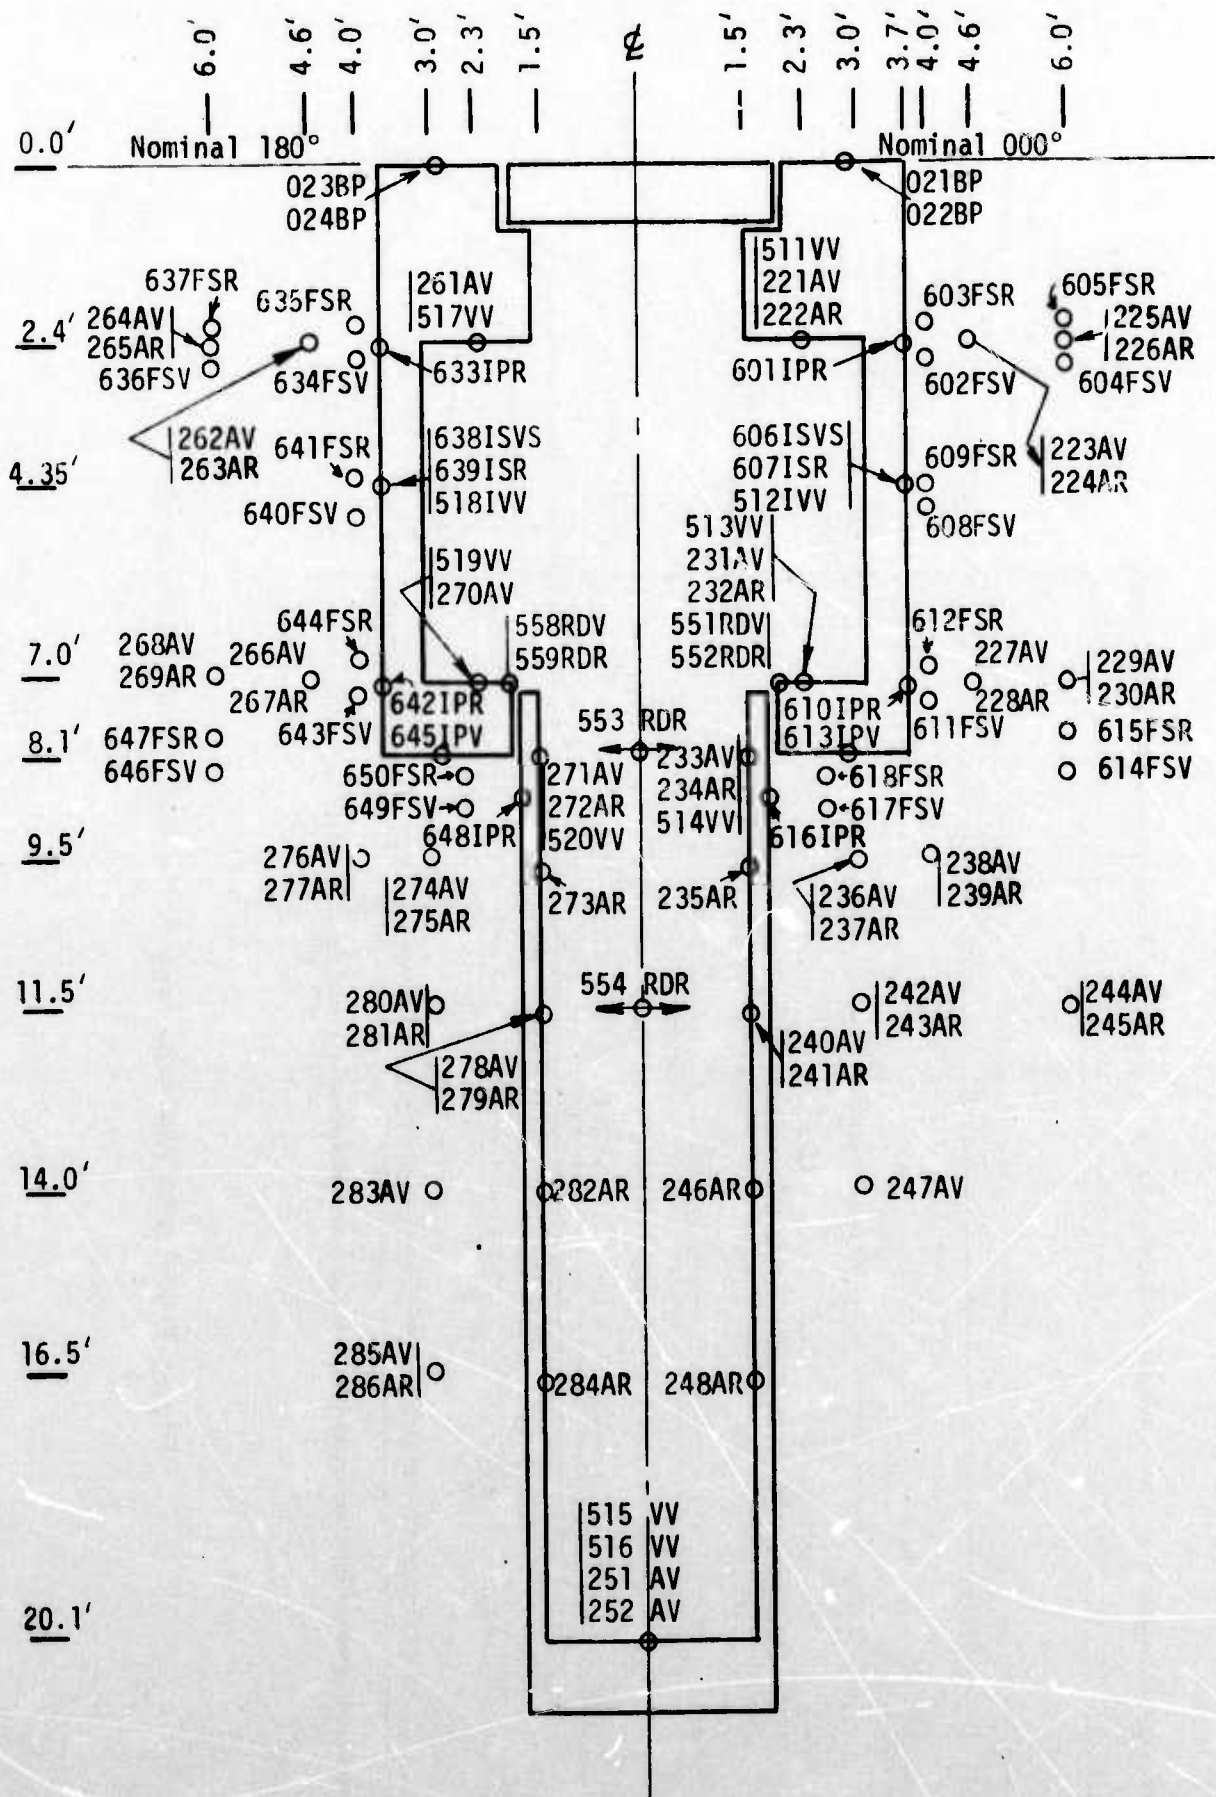 6.0'
4.6'
4.0'
3.0'
2.3'
1.5'
℄
1.5'
2.3'
3.0'
3.7'
4.0'
4.6'
6.0'
0.0'
Nominal 180°
Nominal 000°
023BP
024BP
021BP
022BP
2.4'
637FSR
264AV
265AR
636FSV
635FSR
634FSV
261AV
517VV
633IPR
511VV
221AV
222AR
601IPR
603FSR
602FSV
605FSR
225AV
226AR
604FSV
262AV
263AR
223AV
224AR
4.35'
641FSR
640FSV
638ISVS
639ISR
518IVV
606ISVS
607ISR
512IVV
609FSR
608FSV
519VV
270AV
513VV
231AV
232AR
7.0'
268AV
269AR
266AV
267AR
644FSR
643FSV
642IPR
645IPV
558RDV
559RDR
551RDV
552RDR
610IPR
613IPV
612FSR
611FSV
227AV
228AR
229AV
230AR
8.1'
647FSR
646FSV
650FSR
649FSV
648IPR
553 RDR
271AV
272AR
520VV
233AV
234AR
514VV
618FSR
617FSV
616IPR
615FSR
614FSV
9.5'
276AV
277AR
274AV
275AR
273AR
235AR
236AV
237AR
238AV
239AR
11.5'
280AV
281AR
278AV
279AR
554 RDR
240AV
241AR
242AV
243AR
244AV
245AR
14.0'
283AV
282AR
246AR
247AV
16.5'
285AV
286AR
284AR
248AR
20.1'
515 VV
516 VV
251 AV
252 AV